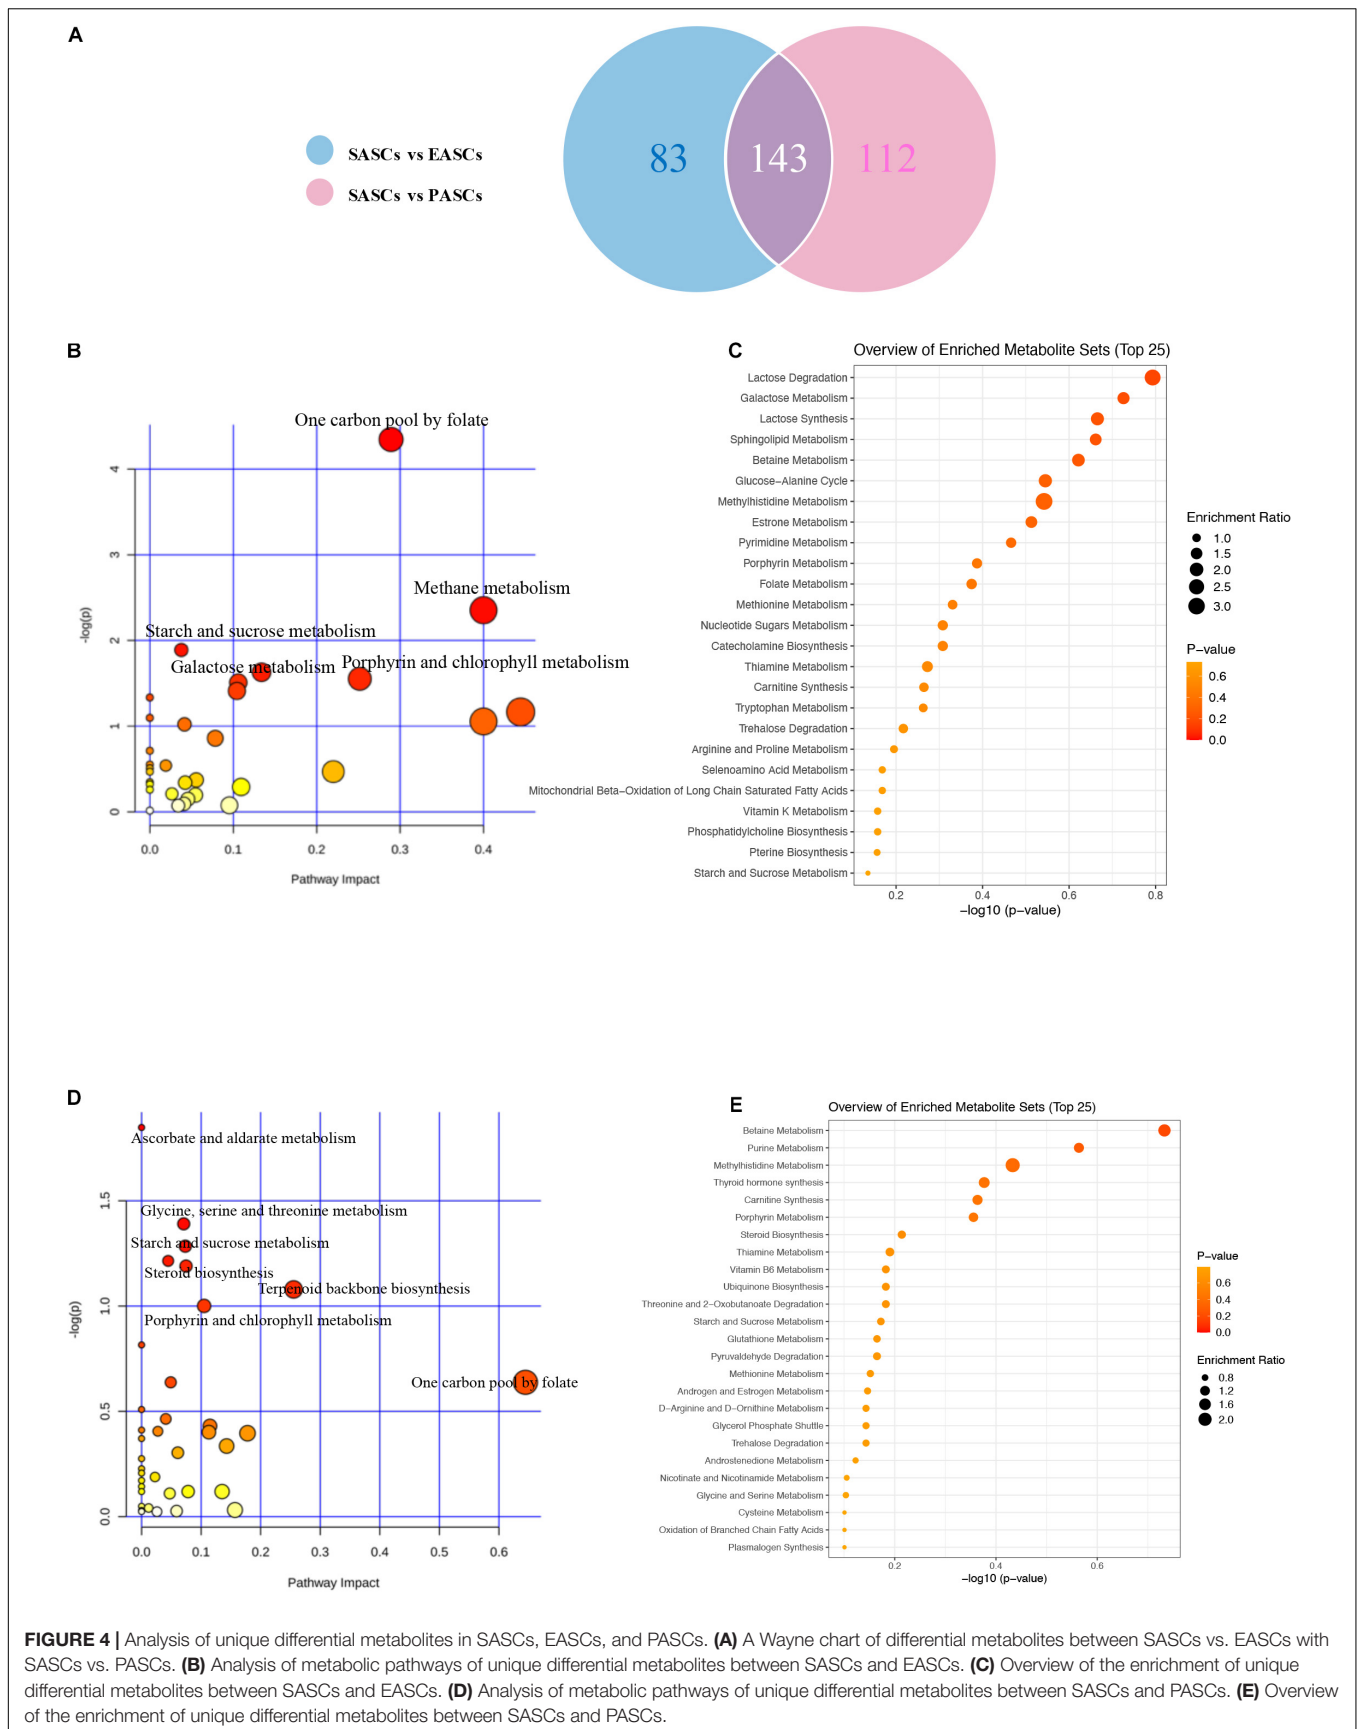 A
SASCs vs EASCs
SASCs vs PASCs
83
143
112
B
One carbon pool by folate
Methane metabolism
Starch and sucrose metabolism
Galactose metabolism
Porphyrin and chlorophyll metabolism
-log(p)
4
3
2
1
0
0.0 0.1 0.2 0.3 0.4
Pathway Impact
C
Overview of Enriched Metabolite Sets (Top 25)
Lactose Degradation
Galactose Metabolism
Lactose Synthesis
Sphingolipid Metabolism
Betaine Metabolism
Glucose−Alanine Cycle
Methylhistidine Metabolism
Estrone Metabolism
Pyrimidine Metabolism
Porphyrin Metabolism
Folate Metabolism
Methionine Metabolism
Nucleotide Sugars Metabolism
Catecholamine Biosynthesis
Thiamine Metabolism
Carnitine Synthesis
Tryptophan Metabolism
Trehalose Degradation
Arginine and Proline Metabolism
Selenoamino Acid Metabolism
Mitochondrial Beta−Oxidation of Long Chain Saturated Fatty Acids
Vitamin K Metabolism
Phosphatidylcholine Biosynthesis
Pterine Biosynthesis
Starch and Sucrose Metabolism
0.2 0.4 0.6 0.8
−log10 (p−value)
Enrichment Ratio
1.0
1.5
2.0
2.5
3.0
P−value
0.6
0.4
0.2
0.0
D
Ascorbate and aldarate metabolism
Glycine, serine and threonine metabolism
Starch and sucrose metabolism
Steroid biosynthesis
Terpenoid backbone biosynthesis
Porphyrin and chlorophyll metabolism
One carbon pool by folate
-log(p)
1.5
1.0
0.5
0.0
0.0 0.1 0.2 0.3 0.4 0.5 0.6
Pathway Impact
E
Overview of Enriched Metabolite Sets (Top 25)
Betaine Metabolism
Purine Metabolism
Methylhistidine Metabolism
Thyroid hormone synthesis
Carnitine Synthesis
Porphyrin Metabolism
Steroid Biosynthesis
Thiamine Metabolism
Vitamin B6 Metabolism
Ubiquinone Biosynthesis
Threonine and 2−Oxobutanoate Degradation
Starch and Sucrose Metabolism
Glutathione Metabolism
Pyruvaldehyde Degradation
Methionine Metabolism
Androgen and Estrogen Metabolism
D−Arginine and D−Ornithine Metabolism
Glycerol Phosphate Shuttle
Trehalose Degradation
Androstenedione Metabolism
Nicotinate and Nicotinamide Metabolism
Glycine and Serine Metabolism
Cysteine Metabolism
Oxidation of Branched Chain Fatty Acids
Plasmalogen Synthesis
0.2 0.4 0.6
−log10 (p−value)
P−value
0.6
0.4
0.2
0.0
Enrichment Ratio
0.8
1.2
1.6
2.0
FIGURE 4 | Analysis of unique differential metabolites in SASCs, EASCs, and PASCs. (A) A Wayne chart of differential metabolites between SASCs vs. EASCs with
SASCs vs. PASCs. (B) Analysis of metabolic pathways of unique differential metabolites between SASCs and EASCs. (C) Overview of the enrichment of unique
differential metabolites between SASCs and EASCs. (D) Analysis of metabolic pathways of unique differential metabolites between SASCs and PASCs. (E) Overview
of the enrichment of unique differential metabolites between SASCs and PASCs.